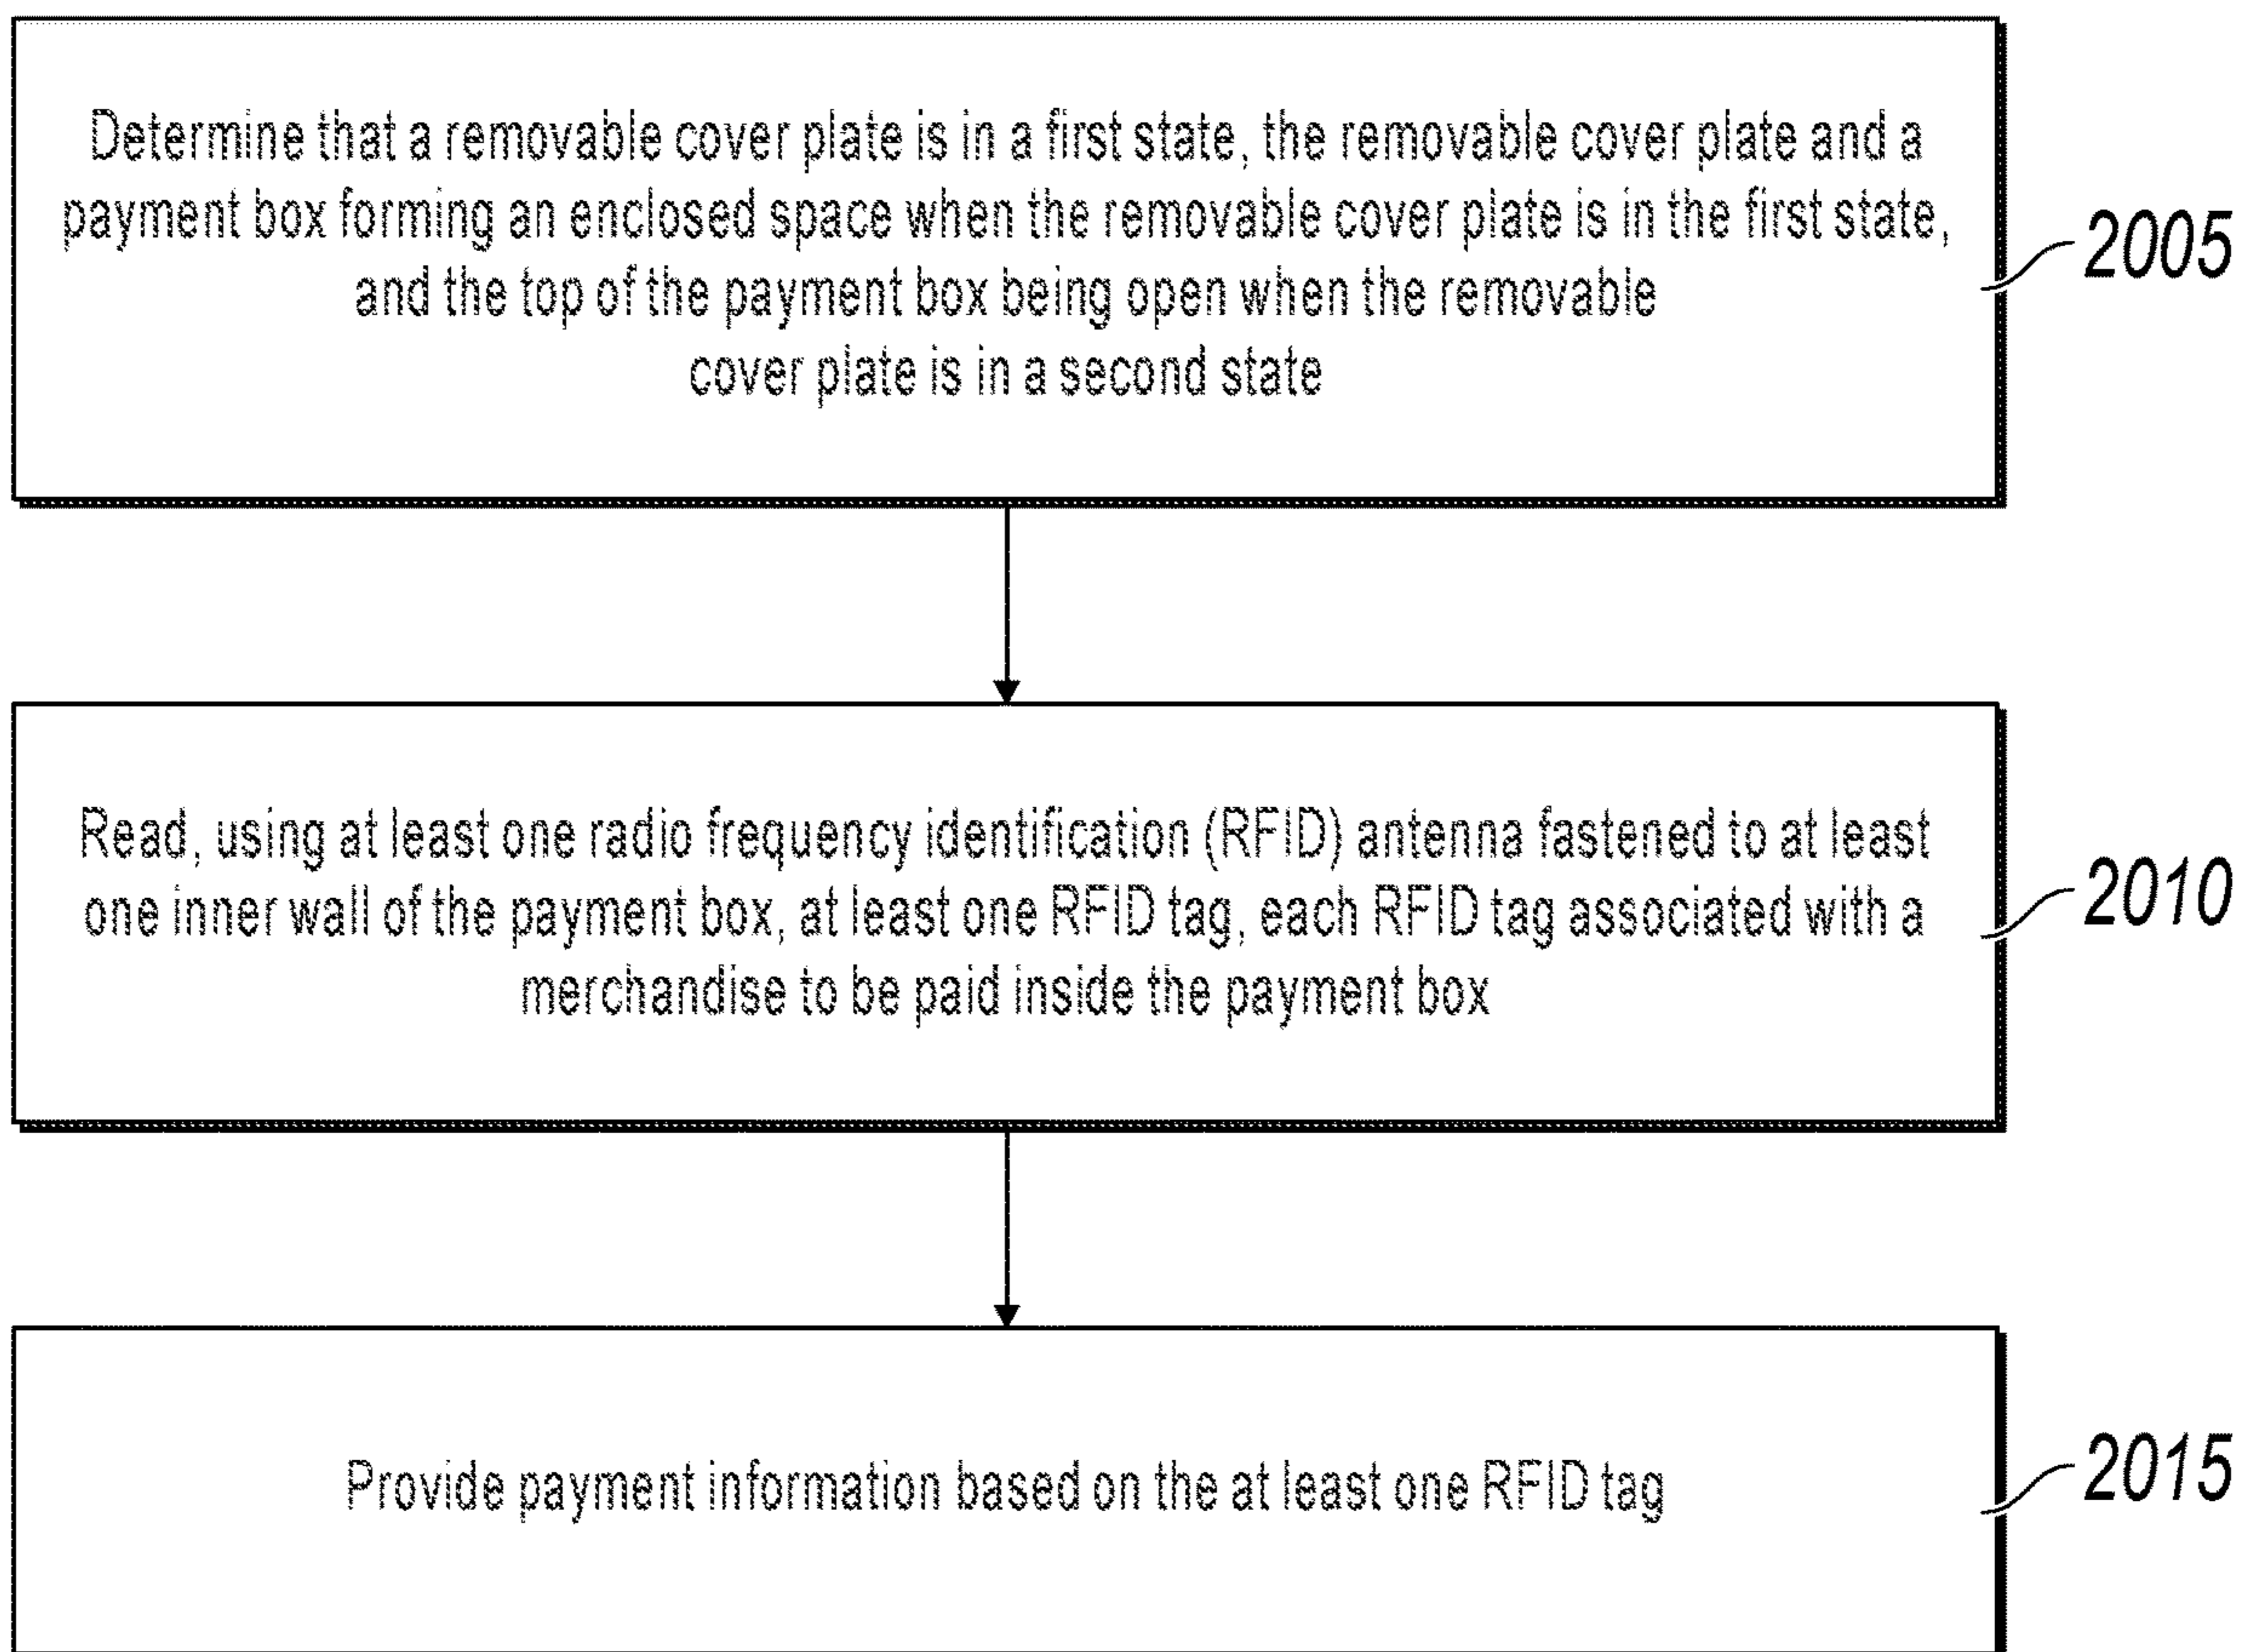 Determine that a removable cover plate is in a first state, the removable cover plate and a
payment box forming an enclosed space when the removable cover plate is in the first state,
and the top of the payment box being open when the removable
cover plate is in a second state
2005
Read, using at least one radio frequency identification (RFID) antenna fastened to at least
one inner wall of the payment box, at least one RFID tag, each RFID tag associated with a
merchandise to be paid inside the payment box
2010
Provide payment information based on the at least one RFID tag
2015